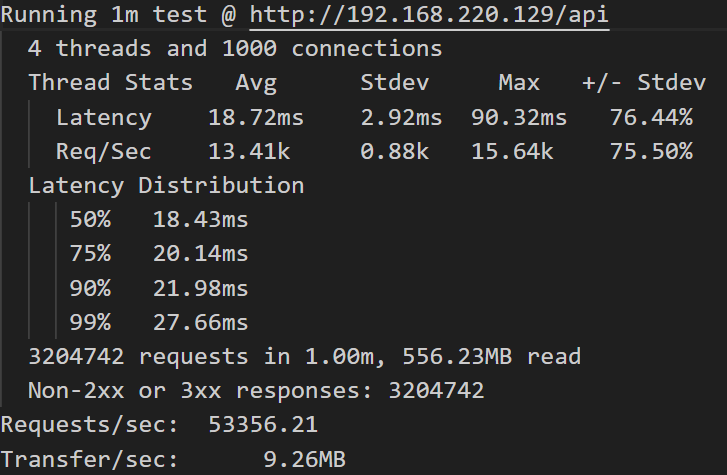 Running 1m test @ http://192.168.220.129/api
4 threads and 1000 connections
Thread Stats Avg Stdev Max +/- Stdev
Latency 18.72ms 2.92ms 90.32ms 76.44%
Req/Sec 13.41k 0.88k 15.64k 75.50%
Latency Distribution
50% 18.43ms
75% 20.14ms
90% 21.98ms
99% 27.66ms
3204742 requests in 1.00m, 556.23MB read
Non-2xx or 3xx responses: 3204742
Requests/sec: 53356.21
Transfer/sec: 9.26MB